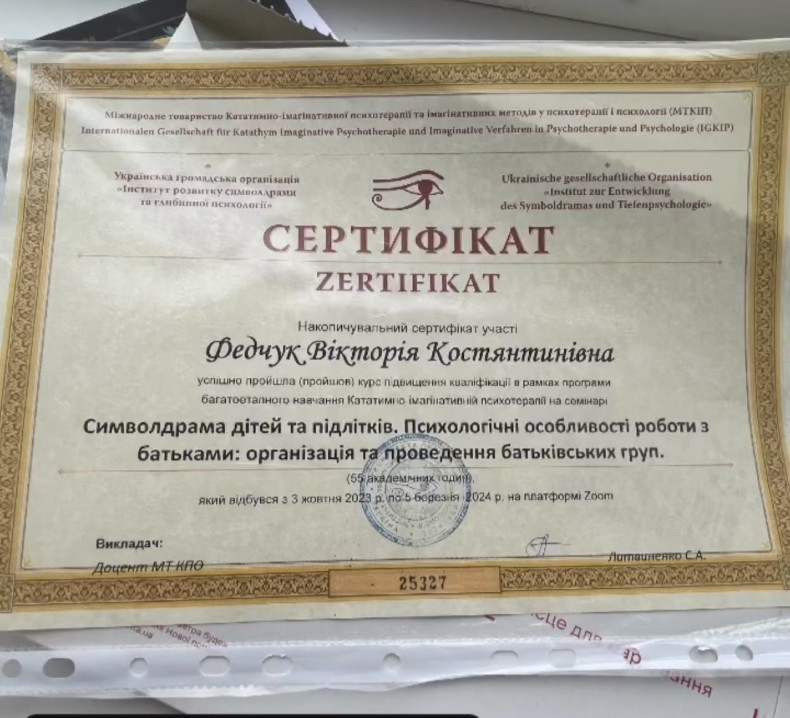 Міжнародне товариство Кататимно-імагінативної психотерапії та імагінативних методів у психотерапії і психології (МТКІП)
Internationalen Gesellschaft für Katathym Imaginative Psychotherapie und Imaginative Verfahren in Psychotherapie und Psychologie (IGKIP)
Українська громадська організація
«Інститут розвитку символдрами
та глибинної психології»
Ukrainische gesellschaftliche Organisation
«Institut zur Entwicklung
des Symboldramas und Tiefenpsychologie»
СЕРТИФІКАТ
ZERTIFIKAT
Накопичувальний сертифікат участі
Федчук Вікторія Костянтинівна
успішно пройшла (пройшов) курс підвищення кваліфікації в рамках програми
багатоетапного навчання Кататимно імагінативній психотерапії на семінарі
Символдрама дітей та підлітків. Психологічні особливості роботи з
батьками: організація та проведення батьківських груп.
(55 академічних годин),
який відбувся з 3 жовтня 2023 р. по 5 березня 2024 р. на платформі Zoom
Викладач:
Доцент МТ КПО
Литвиненко С.А.
25327